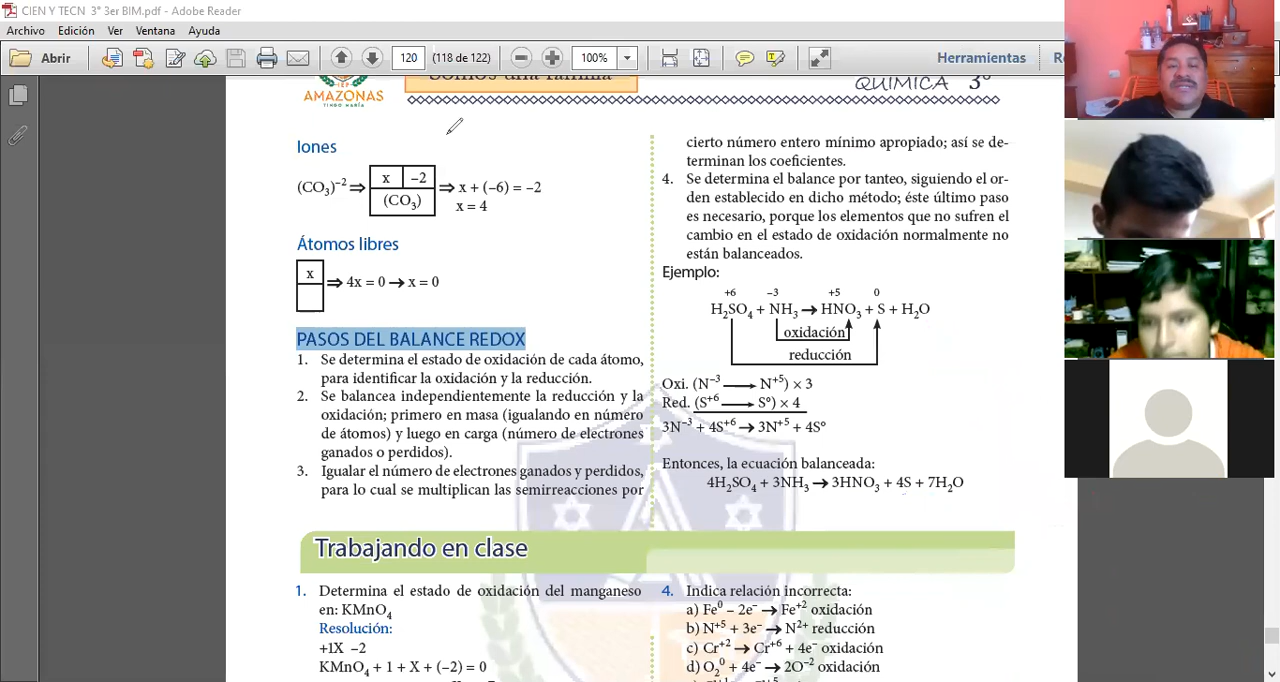 CIEN Y TECN 3° 3er BIM.pdf - Adobe Reader
Archivo Edición Ver Ventana Ayuda
Abrir 120 (118 de 122) 100% Herramientas
AMAZONAS
TINGO MARÍA
Somos una familia
QUÍMICA 3°
Iones
(CO₃)⁻² ⇒ x −2 (CO₃) ⇒ x + (−6) = −2
x = 4
Átomos libres
x ⇒ 4x = 0 → x = 0
PASOS DEL BALANCE REDOX
1. Se determina el estado de oxidación de cada átomo,
para identificar la oxidación y la reducción.
2. Se balancea independientemente la reducción y la
oxidación; primero en masa (igualando en número
de átomos) y luego en carga (número de electrones
ganados o perdidos).
3. Igualar el número de electrones ganados y perdidos,
para lo cual se multiplican las semirreacciones por
cierto número entero mínimo apropiado; así se de-
terminan los coeficientes.
4. Se determina el balance por tanteo, siguiendo el or-
den establecido en dicho método; éste último paso
es necesario, porque los elementos que no sufren el
cambio en el estado de oxidación normalmente no
están balanceados.
Ejemplo:
+6 −3 +5 0
H₂SO₄ + NH₃ → HNO₃ + S + H₂O
oxidación
reducción
Oxi. (N⁻³ → N⁺⁵) × 3
Red. (S⁺⁶ → S°) × 4
3N⁻³ + 4S⁺⁶ → 3N⁺⁵ + 4S°
Entonces, la ecuación balanceada:
4H₂SO₄ + 3NH₃ → 3HNO₃ + 4S + 7H₂O
Trabajando en clase
1. Determina el estado de oxidación del manganeso
en: KMnO₄
Resolución:
+1X −2
KMnO₄ + 1 + X + (−2) = 0
4. Indica relación incorrecta:
a) Fe⁰ − 2e⁻ → Fe⁺² oxidación
b) N⁺⁵ + 3e⁻ → N²⁺ reducción
c) Cr⁺² → Cr⁺⁶ + 4e⁻ oxidación
d) O₂⁰ + 4e⁻ → 2O⁻² oxidación